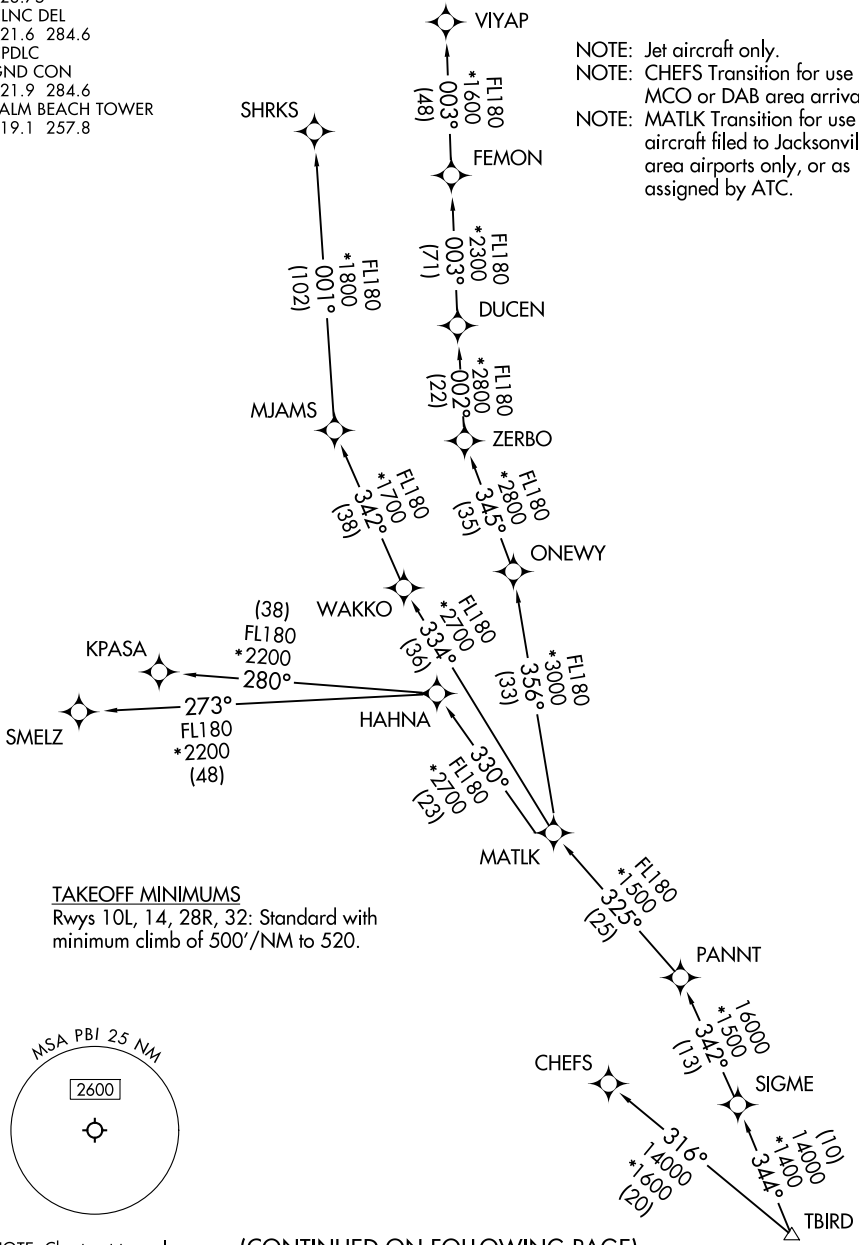 LNC DEL
21.6 284.6
PDLC
GND CON
21.9 284.6
ALM BEACH TOWER
19.1 257.8
NOTE: Jet aircraft only.
NOTE: CHEFS Transition for use
MCO or DAB area arriva
NOTE: MATLK Transition for use
aircraft filed to Jacksonvil
area airports only, or as
assigned by ATC.
VIYAP
FL180
*1600
003°
(48)
SHRKS
FEMON
FL180
*2300
003°
(71)
FL180
*1800
001°
(102)
DUCEN
FL180
*2800
002°
(22)
MJAMS
ZERBO
FL180
*1700
342°
(38)
FL180
*2800
345°
(35)
ONEWY
WAKKO
FL180
*2700
334°
(36)
FL180
*3000
356°
(33)
(38)
FL180
*2200
280°
KPASA
273°
FL180
*2200
(48)
SMELZ
HAHNA
330°
FL180
*2700
(23)
MATLK
FL180
*1500
325°
(25)
TAKEOFF MINIMUMS
Rwys 10L, 14, 28R, 32: Standard with
minimum climb of 500'/NM to 520.
PANNT
16000
*1500
342°
(13)
MSA PBI 25 NM
2600
CHEFS
SIGME
316°
14000
*1600
(20)
(10)
14000
*1400
344°
TBIRD
(CONTINUED ON FOLLOWING PAGE)